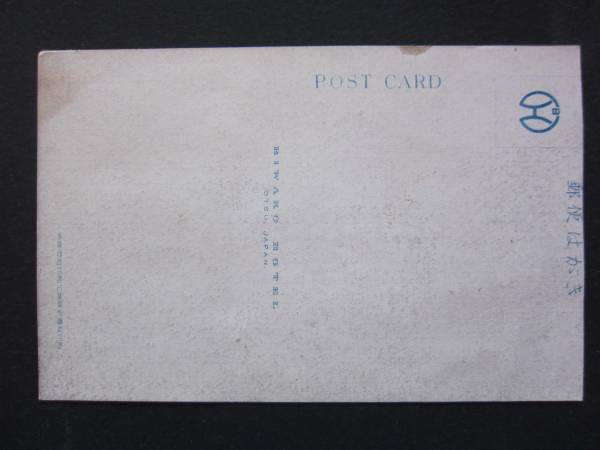 POST CARD
B
H
郵便はがき
BIWAKO HOTEL
OTSU, JAPAN